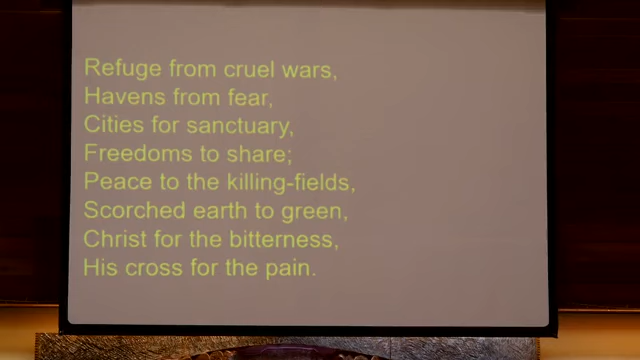 Refuge from cruel wars,
Havens from fear,
Cities for sanctuary,
Freedoms to share;
Peace to the killing-fields,
Scorched earth to green,
Christ for the bitterness,
His cross for the pain.